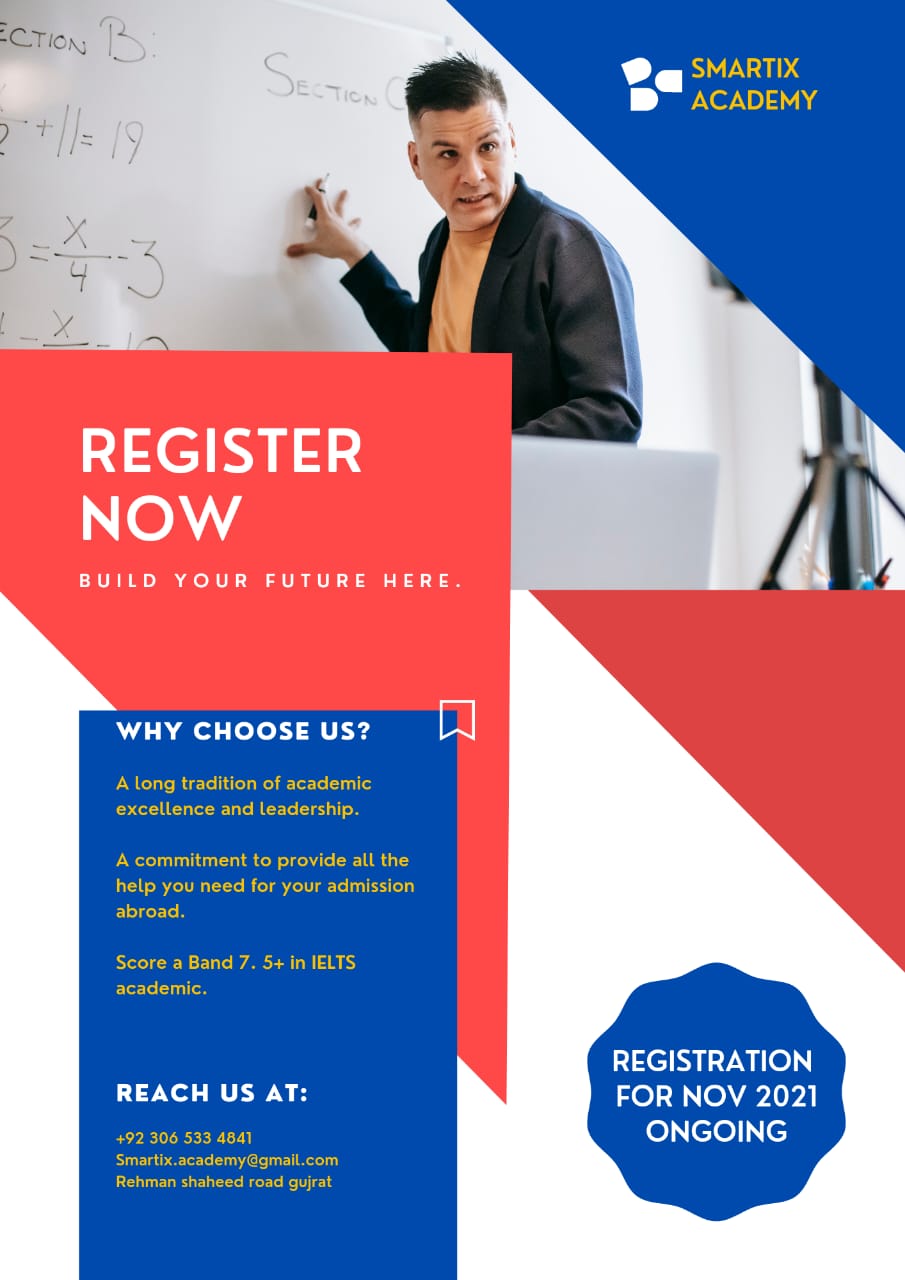 ECTION B:
SECTION C
+11= 19
3 = x/4 - 3
SMARTIX
ACADEMY
REGISTER
NOW
BUILD YOUR FUTURE HERE.
WHY CHOOSE US?
A long tradition of academic
excellence and leadership.
A commitment to provide all the
help you need for your admission
abroad.
Score a Band 7. 5+ in IELTS
academic.
REACH US AT:
+92 306 533 4841
Smartix.academy@gmail.com
Rehman shaheed road gujrat
REGISTRATION
FOR NOV 2021
ONGOING